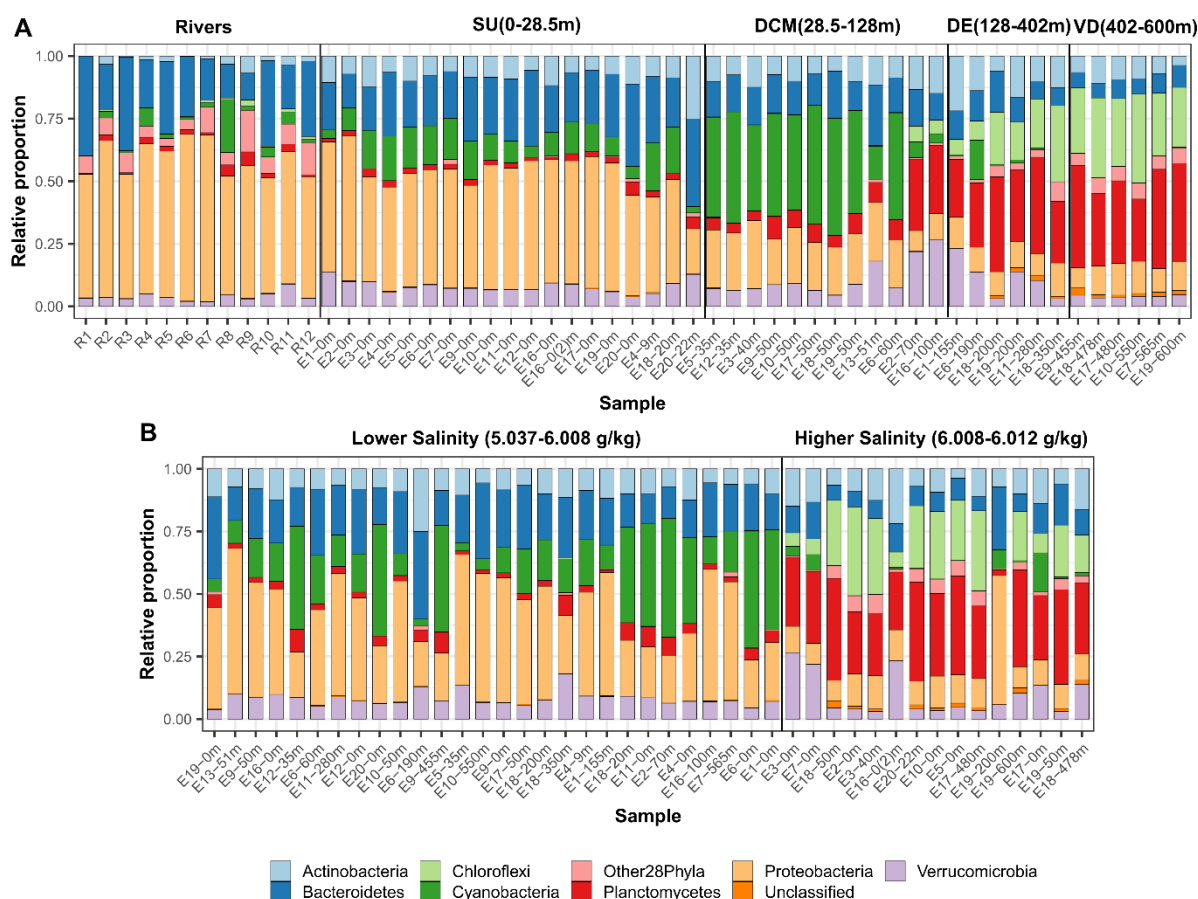 A
Rivers
SU(0-28.5m)
DCM(28.5-128m)
DE(128-402m)
VD(402-600m)
Relative proportion
1.00
0.75
0.50
0.25
0.00
R1
R2
R3
R4
R5
R6
R7
R8
R9
R10
R11
R12
E1-0m
E2-0m
E3-0m
E4-0m
E5-0m
E6-0m
E7-0m
E9-0m
E10-0m
E11-0m
E12-0m
E16-0m
E16-0(2)m
E17-0m
E19-0m
E20-0m
E4-9m
E18-20m
E20-22m
E5-35m
E12-35m
E3-40m
E9-50m
E10-50m
E17-50m
E18-50m
E19-50m
E13-51m
E6-60m
E2-70m
E16-100m
E1-155m
E6-190m
E18-200m
E19-200m
E11-280m
E18-350m
E9-455m
E18-478m
E17-480m
E10-550m
E7-565m
E19-600m
Sample
B
Lower Salinity (5.037-6.008 g/kg)
Higher Salinity (6.008-6.012 g/kg)
Relative proportion
1.00
0.75
0.50
0.25
0.00
E19-0m
E13-51m
E9-50m
E16-0m
E12-35m
E6-60m
E11-280m
E12-0m
E20-0m
E10-50m
E6-190m
E9-455m
E5-35m
E10-550m
E9-0m
E17-50m
E18-200m
E18-350m
E4-9m
E1-155m
E18-20m
E11-0m
E2-70m
E4-0m
E16-100m
E7-565m
E6-0m
E1-0m
E3-0m
E7-0m
E18-50m
E2-0m
E3-40m
E16-0(2)m
E20-22m
E10-0m
E5-0m
E17-480m
E19-200m
E19-600m
E17-0m
E19-50m
E18-478m
Sample
Actinobacteria
Chloroflexi
Other28Phyla
Proteobacteria
Verrucomicrobia
Bacteroidetes
Cyanobacteria
Planctomycetes
Unclassified